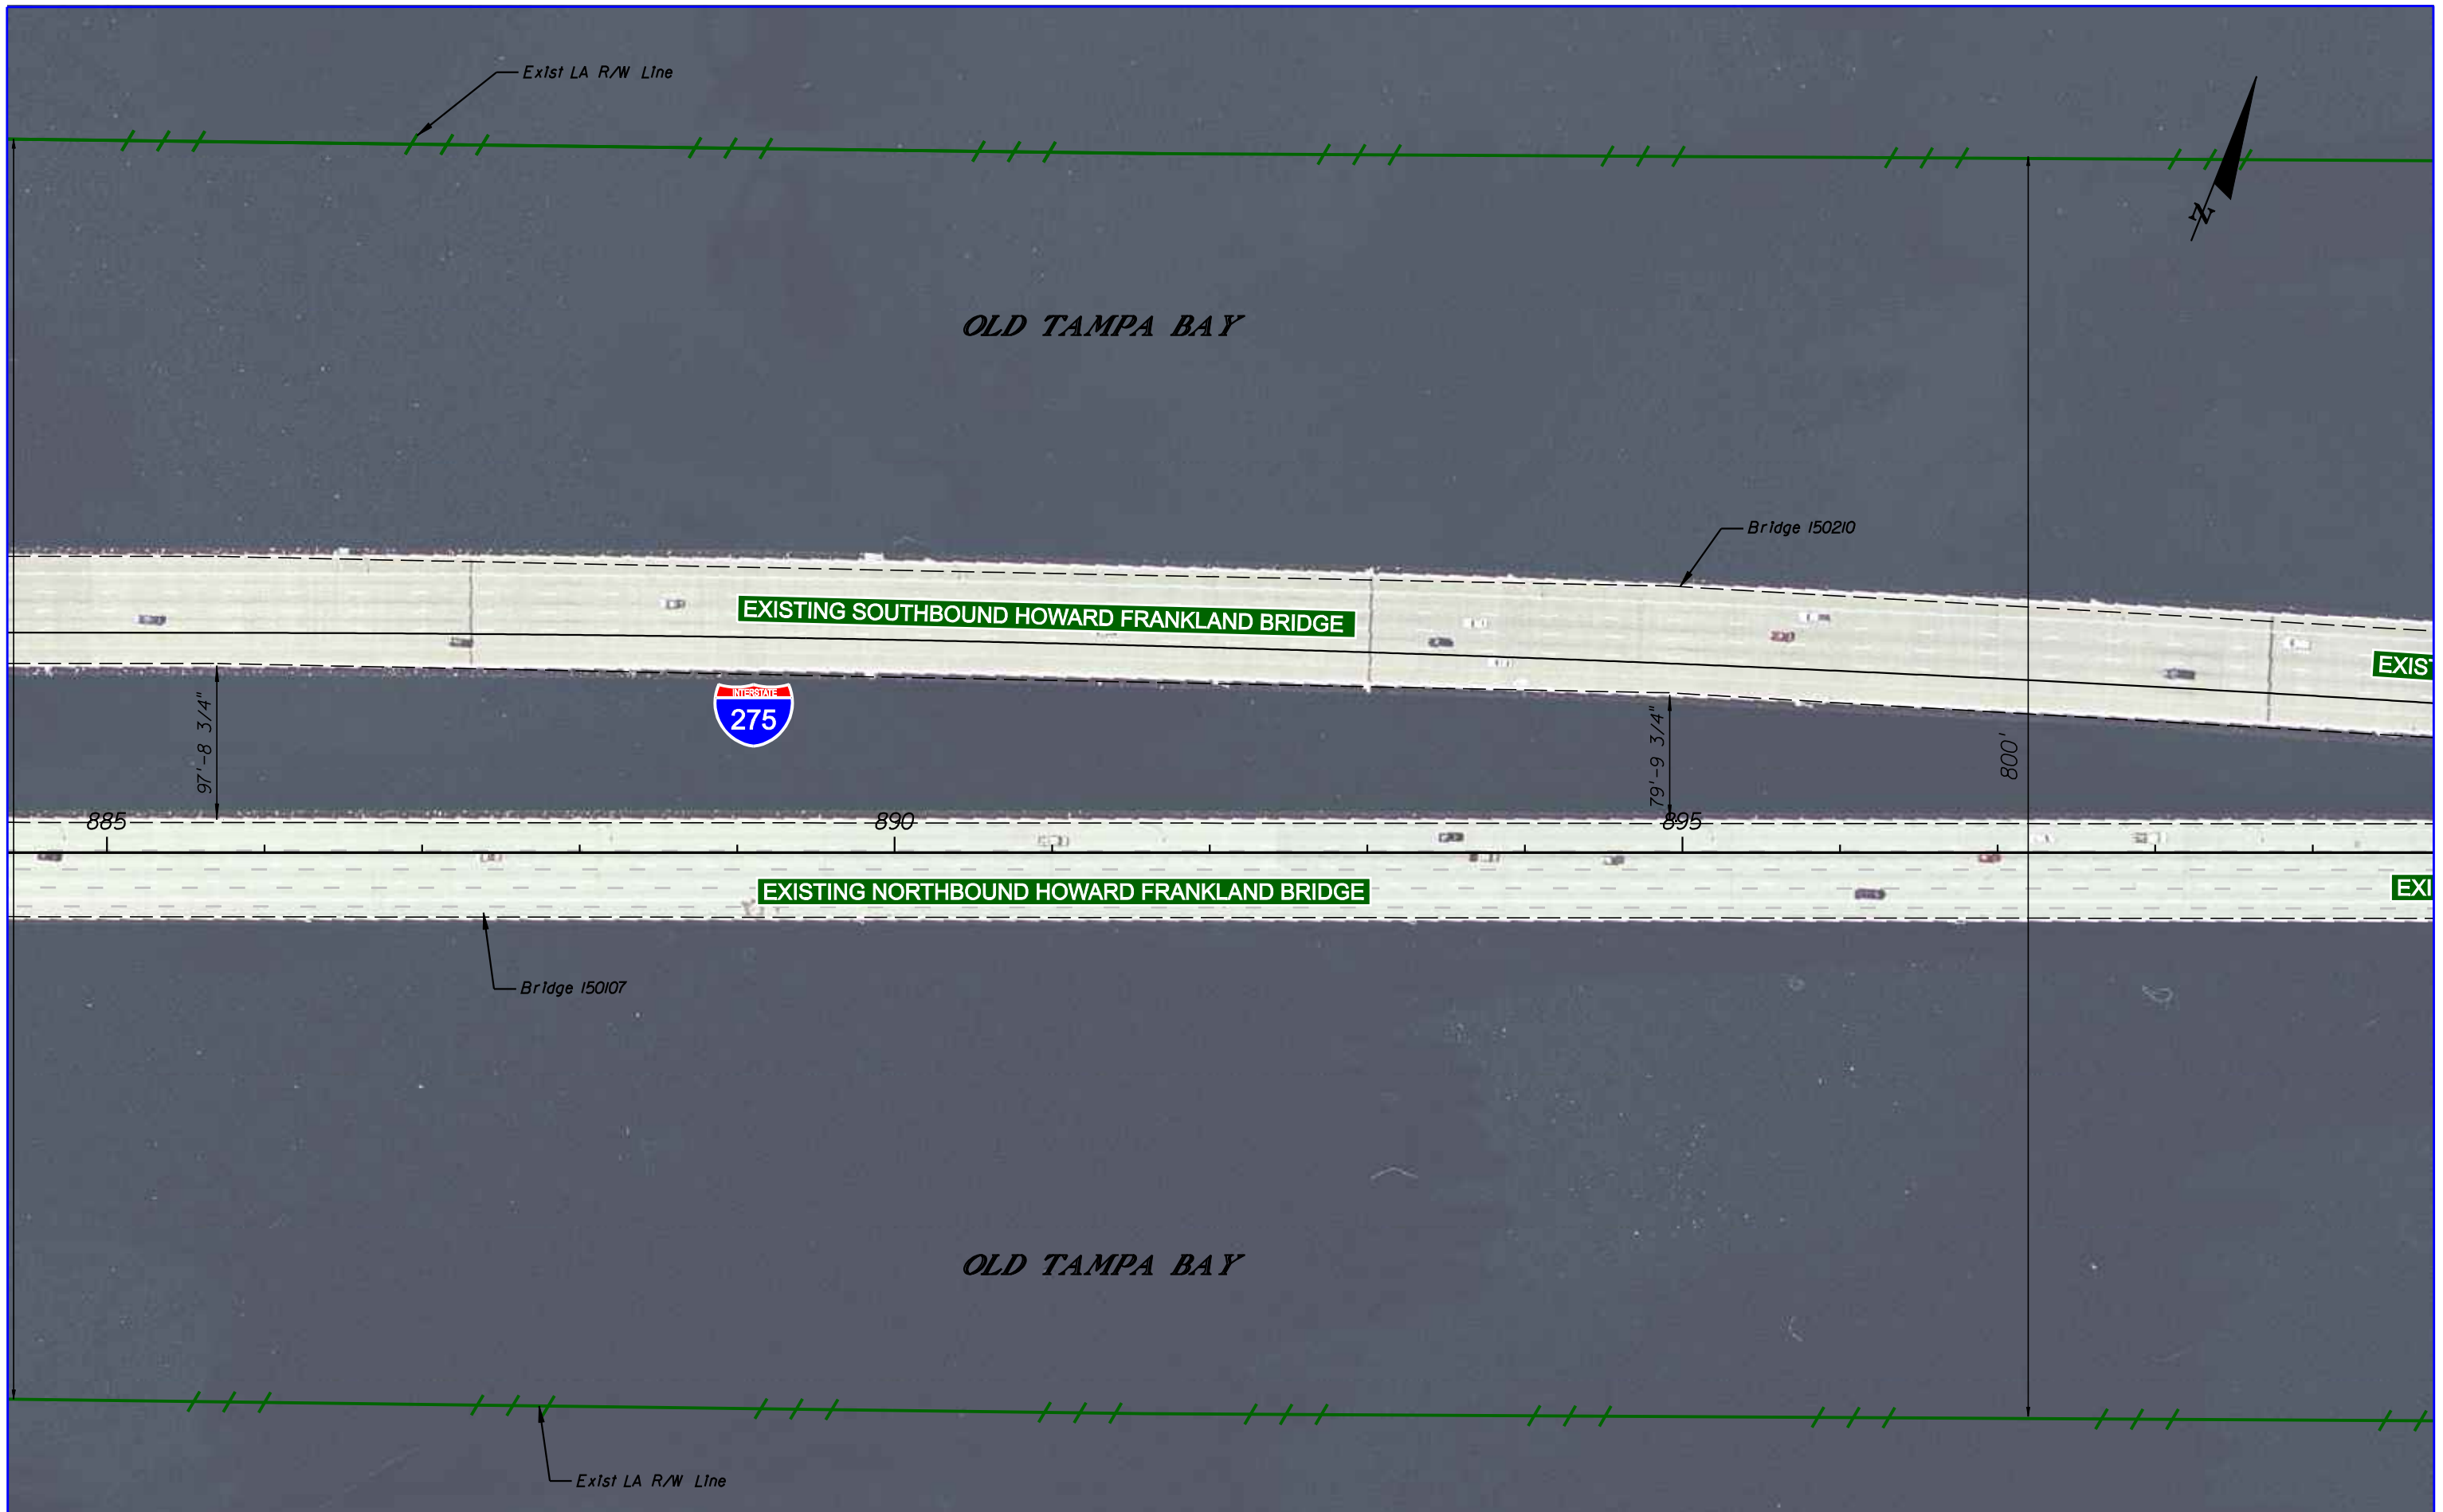 Exist LA R/W Line
N
OLD TAMPA BAY
Bridge 150210
EXISTING SOUTHBOUND HOWARD FRANKLAND BRIDGE
EXIST
INTERSTATE
275
97'-8 3/4"
79'-9 3/4"
800'
885
890
895
EXISTING NORTHBOUND HOWARD FRANKLAND BRIDGE
EXI
Bridge 150107
OLD TAMPA BAY
Exist LA R/W Line